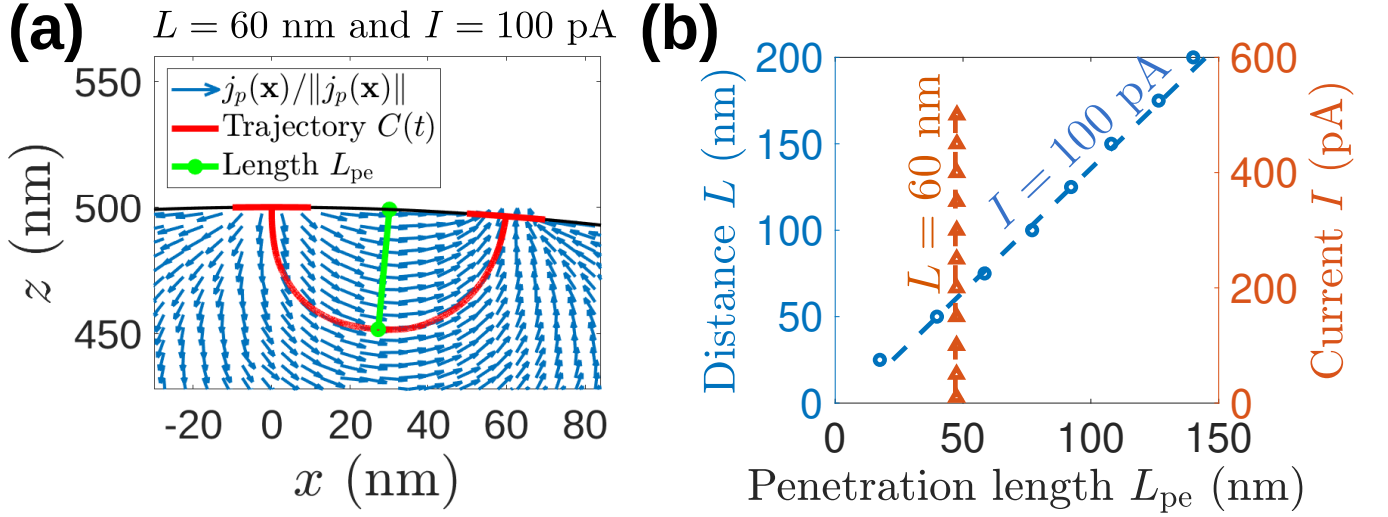 (a)
L = 60 nm and I = 100 pA
j_p(x)/‖j_p(x)‖
Trajectory C(t)
Length L_pe
550
500
450
z (nm)
-20 0 20 40 60 80
x (nm)
(b)
200
150
100
50
0
Distance L (nm)
L = 60 nm
I = 100 pA
600
400
200
0
Current I (pA)
0 50 100 150
Penetration length L_pe (nm)